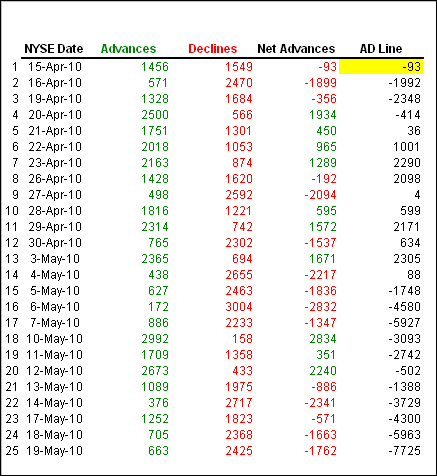 NYSE Date Advances Declines Net Advances AD Line
1 15-Apr-10 1456 1549 -93 -93
2 16-Apr-10 571 2470 -1899 -1992
3 19-Apr-10 1328 1684 -356 -2348
4 20-Apr-10 2500 566 1934 -414
5 21-Apr-10 1751 1301 450 36
6 22-Apr-10 2018 1053 965 1001
7 23-Apr-10 2163 874 1289 2290
8 26-Apr-10 1428 1620 -192 2098
9 27-Apr-10 498 2592 -2094 4
10 28-Apr-10 1816 1221 595 599
11 29-Apr-10 2314 742 1572 2171
12 30-Apr-10 765 2302 -1537 634
13 3-May-10 2365 694 1671 2305
14 4-May-10 438 2655 -2217 88
15 5-May-10 627 2463 -1836 -1748
16 6-May-10 172 3004 -2832 -4580
17 7-May-10 886 2233 -1347 -5927
18 10-May-10 2992 158 2834 -3093
19 11-May-10 1709 1358 351 -2742
20 12-May-10 2673 433 2240 -502
21 13-May-10 1089 1975 -886 -1388
22 14-May-10 376 2717 -2341 -3729
23 17-May-10 1252 1823 -571 -4300
24 18-May-10 705 2368 -1663 -5963
25 19-May-10 663 2425 -1762 -7725